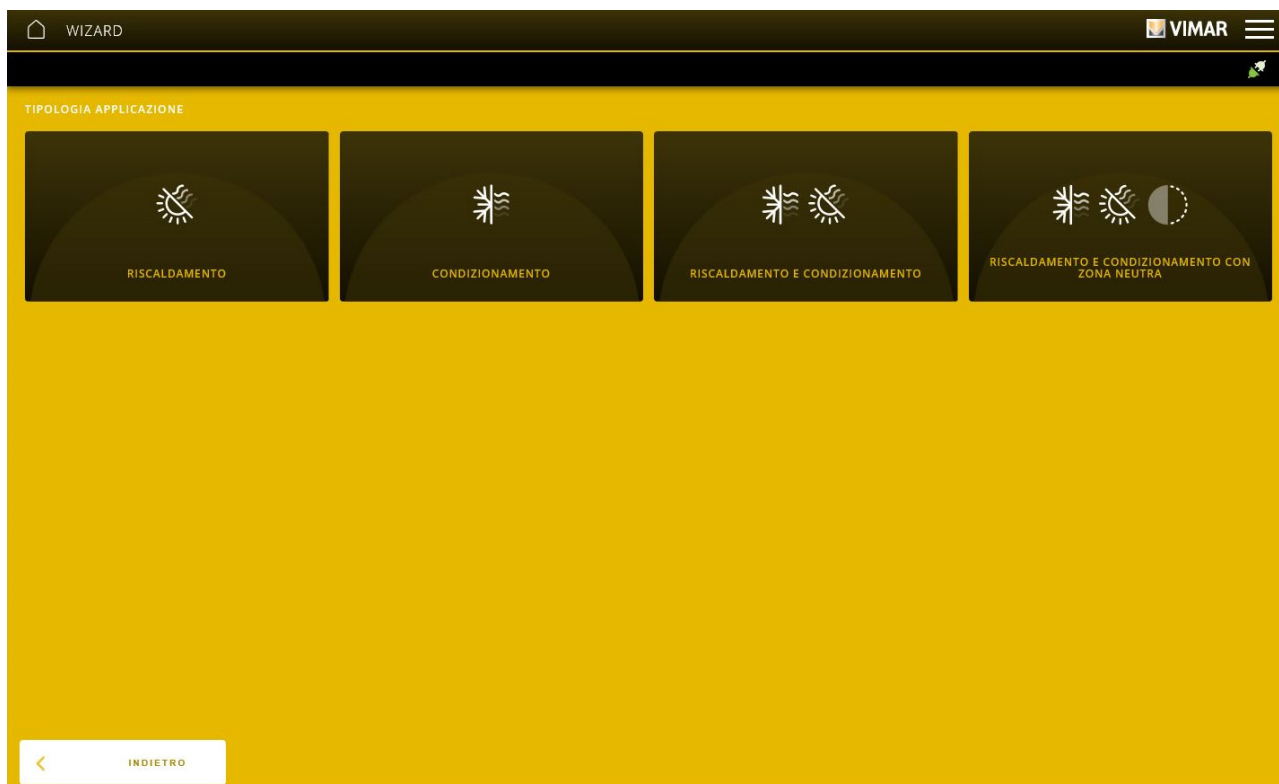 WIZARD
VIMAR
TIPOLOGIA APPLICAZIONE
RISCALDAMENTO
CONDIZIONAMENTO
RISCALDAMENTO E CONDIZIONAMENTO
RISCALDAMENTO E CONDIZIONAMENTO CON
ZONA NEUTRA
INDIETRO